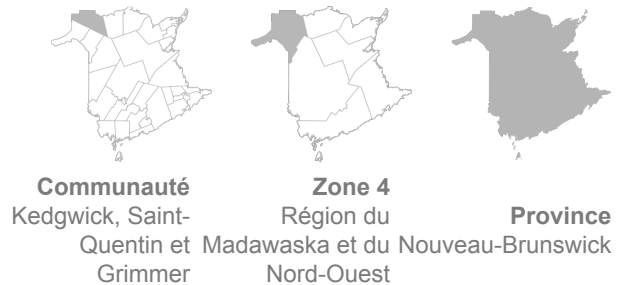 Communauté
Kedgwick, Saint-
Quentin et
Grimmer
Zone 4
Région du
Madawaska et du
Nord-Ouest
Province
Nouveau-Brunswick